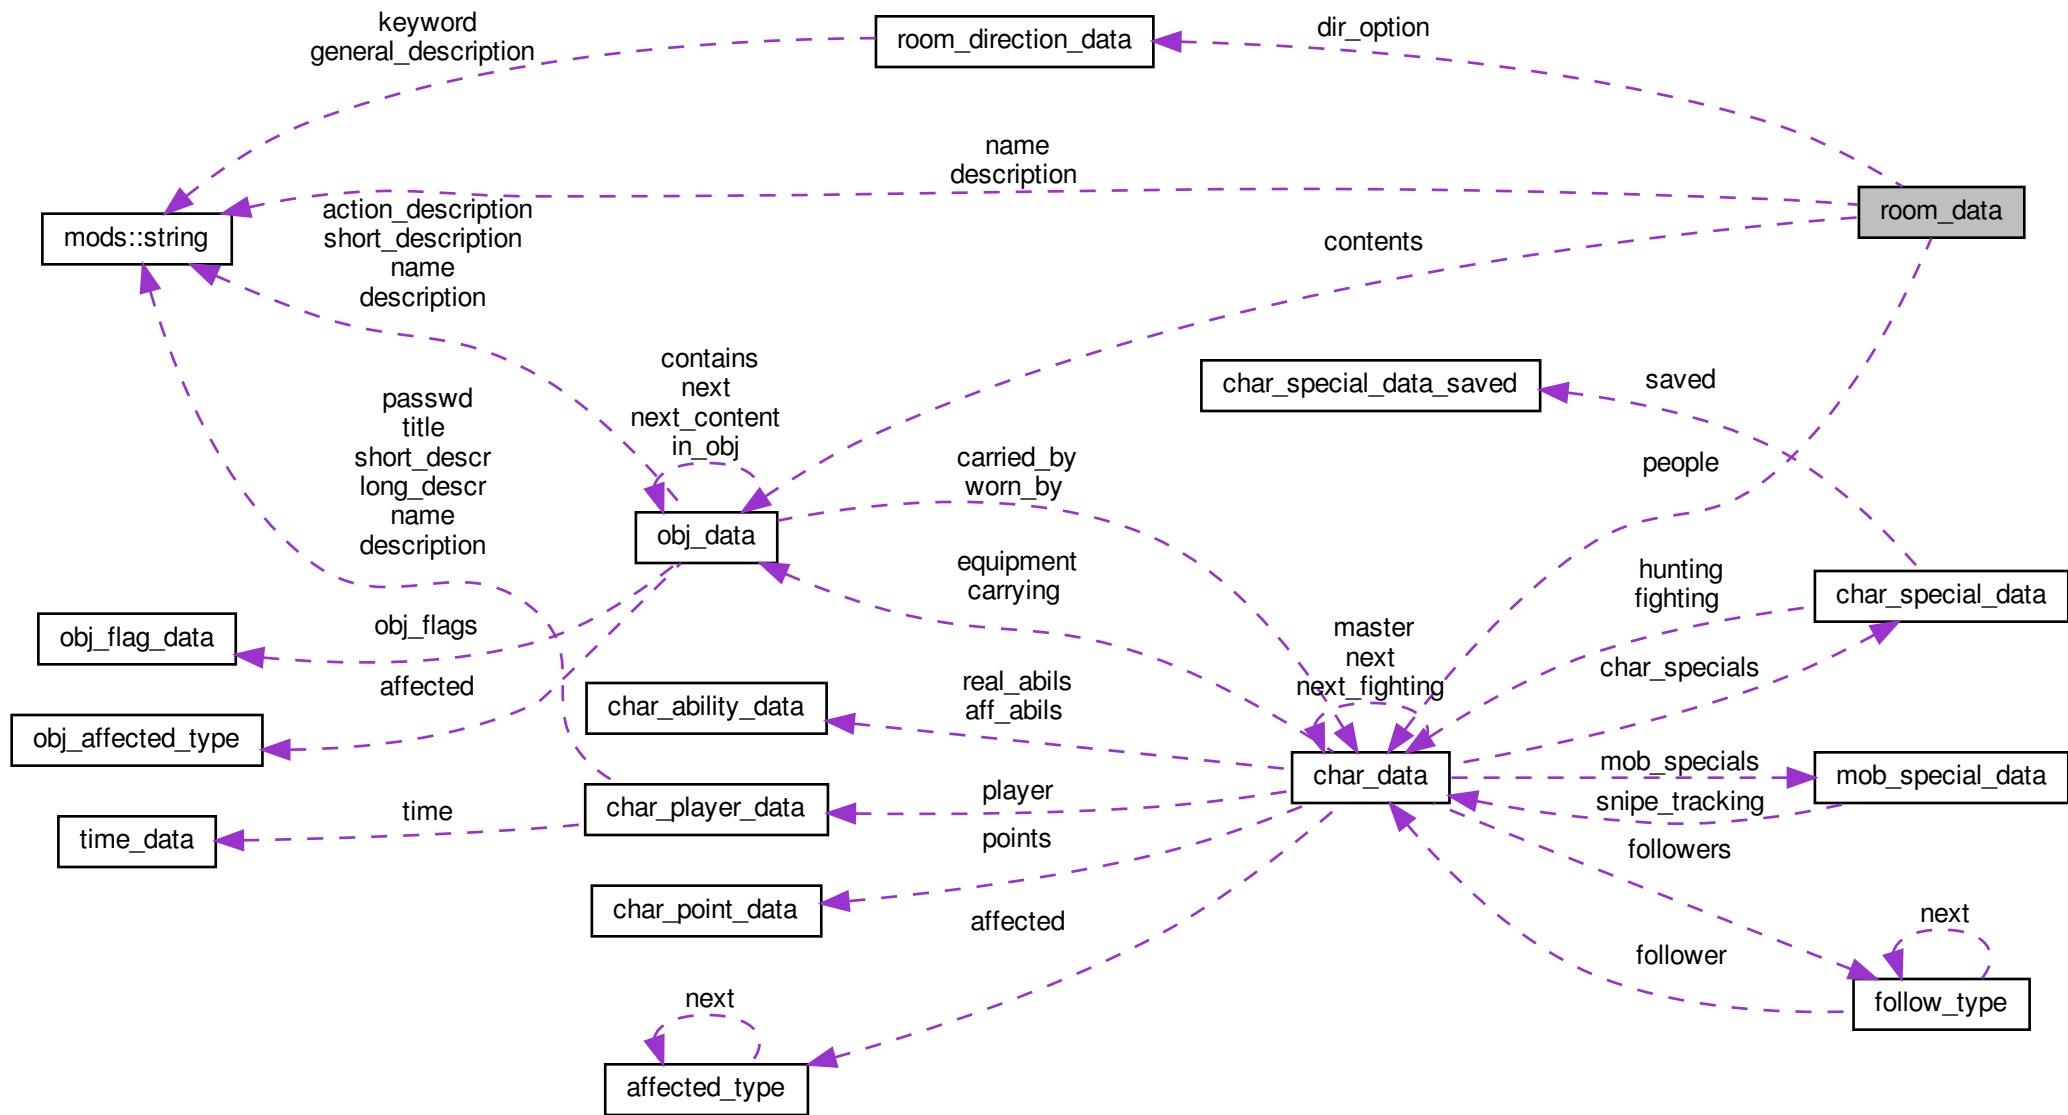 keyword
general_description
room_direction_data
dir_option
name
description
room_data
mods::string
action_description
short_description
name
description
contents
contains
next
next_content
in_obj
char_special_data_saved
saved
passwd
title
short_descr
long_descr
name
description
carried_by
worn_by
people
obj_data
equipment
carrying
hunting
fighting
char_special_data
obj_flag_data
obj_flags
master
next
next_fighting
char_specials
affected
real_abils
aff_abils
char_ability_data
obj_affected_type
char_data
mob_specials
mob_special_data
snipe_tracking
time
char_player_data
player
time_data
points
followers
char_point_data
affected
next
follower
follow_type
next
affected_type